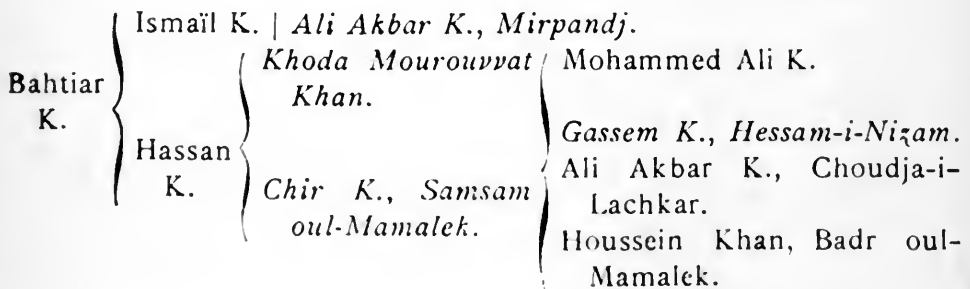 Ismaïl K. | Ali Akbar K., Mirpandj.
Khoda Mourouvvat
Khan.
Mohammed Ali K.
Bahtiar
K.
Hassan
K.
Gassem K., Hessam-i-Nizam.
Chir K., Samsam
oul-Mamalek.
Ali Akbar K., Choudja-i-
Lachkar.
Houssein Khan, Badr oul-
Mamalek.